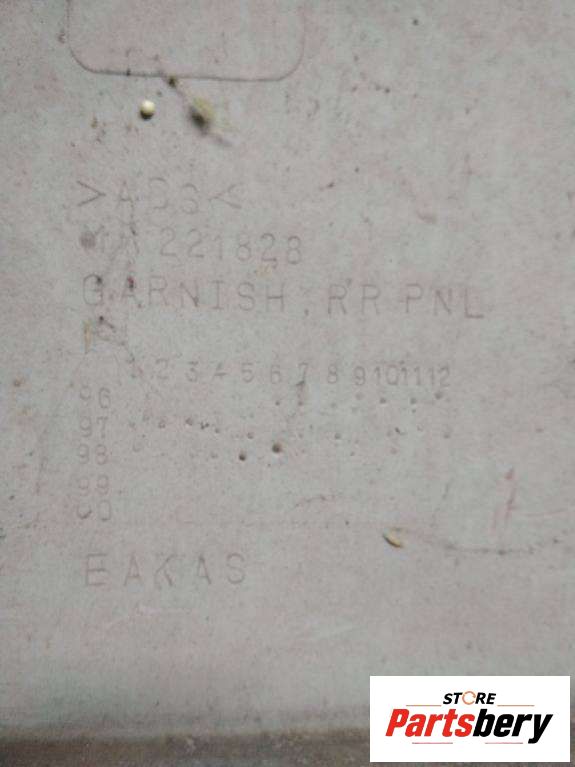 >ABS<
MR221828
GARNISH, RR PNL
1 2 3 4 5 6 7 8 9 10 11 12
96
97
98
99
00
EAKAS
STORE
Partsbery